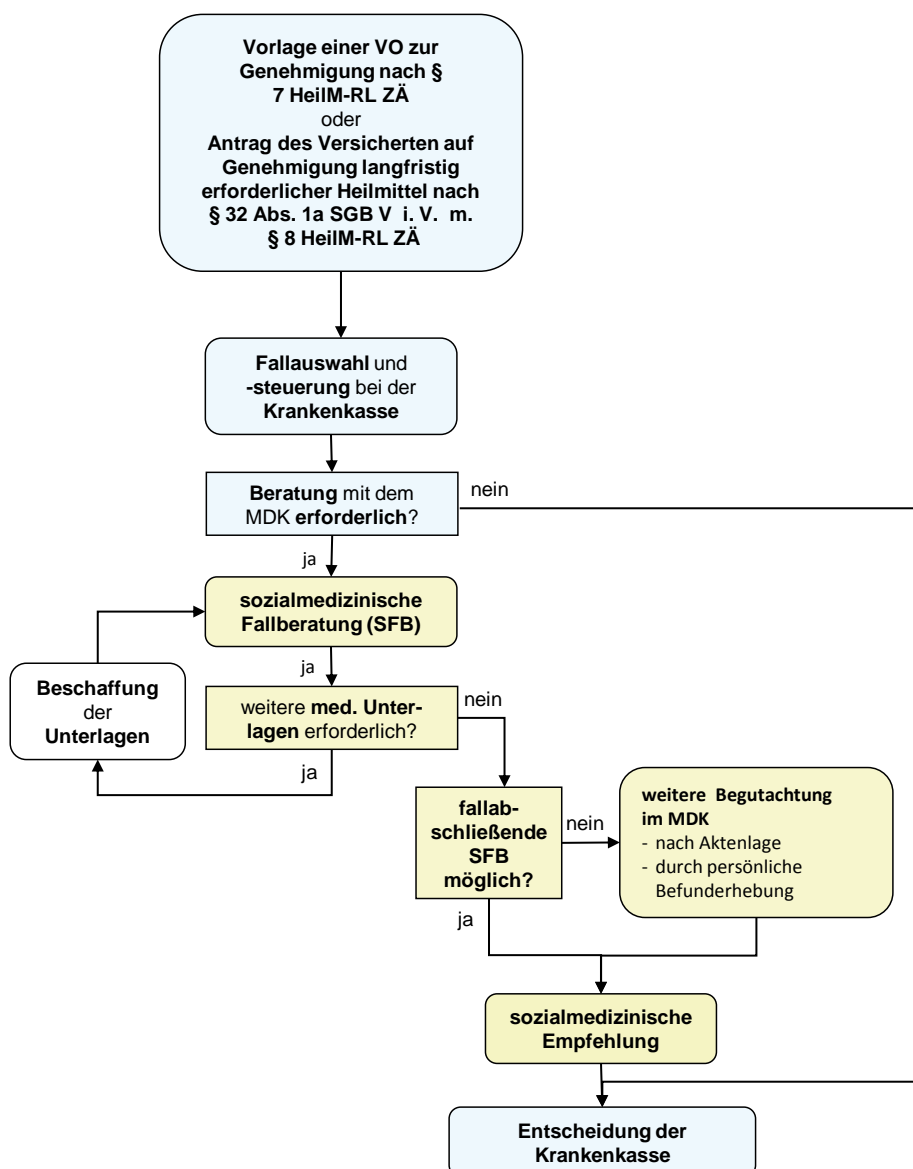 Vorlage einer VO zur
Genehmigung nach §
7 HeilM-RL ZÄ
oder
Antrag des Versicherten auf
Genehmigung langfristig
erforderlicher Heilmittel nach
§ 32 Abs. 1a SGB V i. V. m.
§ 8 HeilM-RL ZÄ
Fallauswahl und
-steuerung bei der
Krankenkasse
Beratung mit dem
MDK erforderlich?
nein
ja
sozialmedizinische
Fallberatung (SFB)
ja
Beschaffung
der
Unterlagen
weitere med. Unter-
lagen erforderlich?
nein
ja
fallab-
schließende
SFB
möglich?
nein
ja
weitere Begutachtung
im MDK
- nach Aktenlage
- durch persönliche
Befunderhebung
sozialmedizinische
Empfehlung
Entscheidung der
Krankenkasse